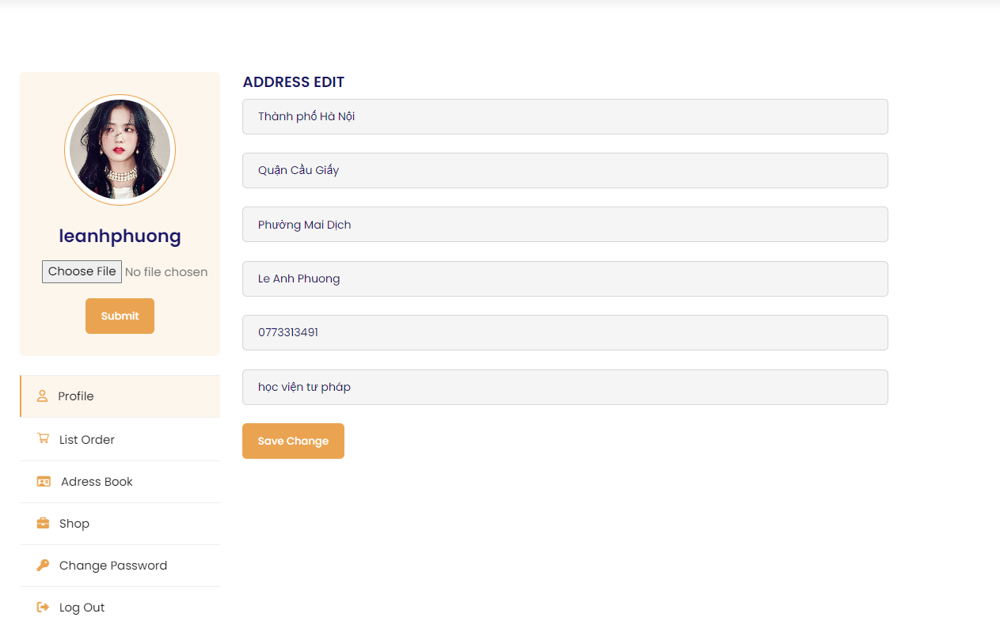 leanhphuong
Choose File No file chosen
Submit
Profile
List Order
Adress Book
Shop
Change Password
Log Out
ADDRESS EDIT
Thành phố Hà Nội
Quận Cầu Giấy
Phường Mai Dịch
Le Anh Phuong
0773313491
học viện tư pháp
Save Change